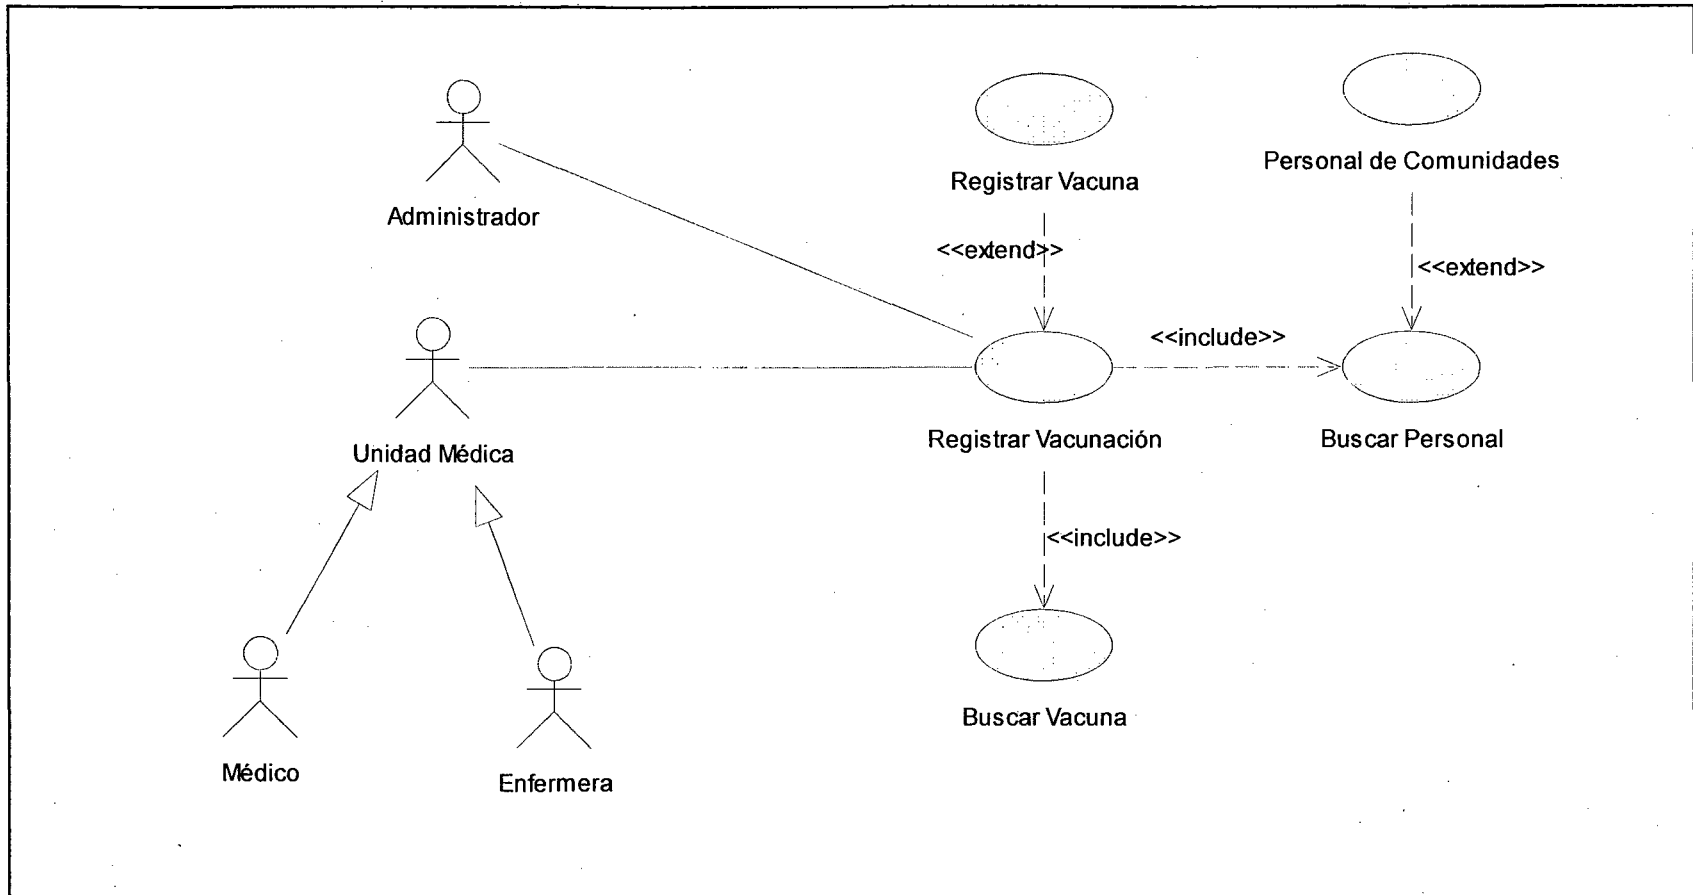 Personal de Comunidades
Registrar Vacuna
Administrador
<<extend>>
<<extend>>
<<include>>
Registrar Vacunación
Buscar Personal
Unidad Médica
<<include>>
Buscar Vacuna
Médico
Enfermera